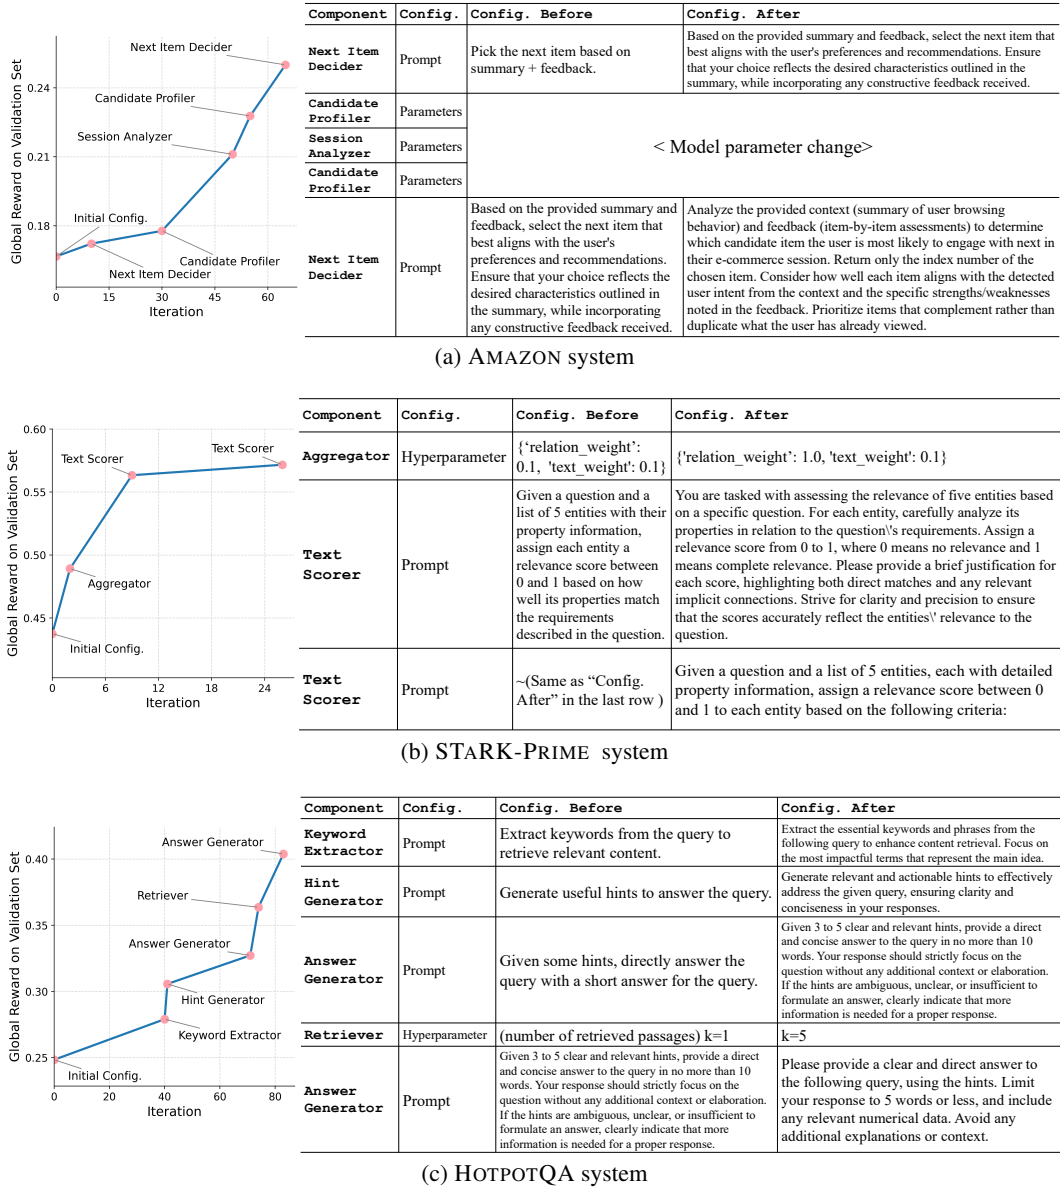 Global Reward on Validation Set
0.24
0.21
0.18
Next Item Decider
Candidate Profiler
Session Analyzer
Initial Config.
Candidate Profiler
Next Item Decider
0
15
30
45
60
Iteration
Component
Config.
Config. Before
Config. After
Next Item
Decider
Prompt
Pick the next item based on
summary + feedback.
Based on the provided summary and feedback, select the next item that
best aligns with the user's preferences and recommendations. Ensure
that your choice reflects the desired characteristics outlined in the
summary, while incorporating any constructive feedback received.
Candidate
Profiler
Parameters
Session
Analyzer
Parameters
Candidate
Profiler
Parameters
< Model parameter change>
Next Item
Decider
Prompt
Based on the provided summary and
feedback, select the next item that
best aligns with the user's
preferences and recommendations.
Ensure that your choice reflects the
desired characteristics outlined in
the summary, while incorporating
any constructive feedback received.
Analyze the provided context (summary of user browsing
behavior) and feedback (item-by-item assessments) to determine
which candidate item the user is most likely to engage with next in
their e-commerce session. Return only the index number of the
chosen item. Consider how well each item aligns with the detected
user intent from the context and the specific strengths/weaknesses
noted in the feedback. Prioritize items that complement rather than
duplicate what the user has already viewed.
(a) AMAZON system
Global Reward on Validation Set
0.60
0.55
0.50
0.45
Text Scorer
Text Scorer
Aggregator
Initial Config.
0
6
12
18
24
Iteration
Component
Config.
Config. Before
Config. After
Aggregator
Hyperparameter
{‘relation_weight’:
0.1, 'text_weight': 0.1}
{'relation_weight’: 1.0, 'text_weight': 0.1}
Text
Scorer
Prompt
Given a question and a
list of 5 entities with their
property information,
assign each entity a
relevance score between
0 and 1 based on how
well its properties match
the requirements
described in the question.
You are tasked with assessing the relevance of five entities based
on a specific question. For each entity, carefully analyze its
properties in relation to the question\'s requirements. Assign a
relevance score from 0 to 1, where 0 means no relevance and 1
means complete relevance. Please provide a brief justification for
each score, highlighting both direct matches and any relevant
implicit connections. Strive for clarity and precision to ensure
that the scores accurately reflect the entities\' relevance to the
question.
Text
Scorer
Prompt
~(Same as “Config.
After” in the last row )
Given a question and a list of 5 entities, each with detailed
property information, assign a relevance score between 0
and 1 to each entity based on the following criteria:
(b) STARK-PRIME system
Global Reward on Validation Set
0.40
0.35
0.30
0.25
Answer Generator
Retriever
Answer Generator
Hint Generator
Keyword Extractor
Initial Config.
0
20
40
60
80
Iteration
Component
Config.
Config. Before
Config. After
Keyword
Extractor
Prompt
Extract keywords from the query to
retrieve relevant content.
Extract the essential keywords and phrases from the
following query to enhance content retrieval. Focus on
the most impactful terms that represent the main idea.
Hint
Generator
Prompt
Generate useful hints to answer the query.
Generate relevant and actionable hints to effectively
address the given query, ensuring clarity and
conciseness in your responses.
Answer
Generator
Prompt
Given some hints, directly answer the
query with a short answer for the query.
Given 3 to 5 clear and relevant hints, provide a direct
and concise answer to the query in no more than 10
words. Your response should strictly focus on the
question without any additional context or elaboration.
If the hints are ambiguous, unclear, or insufficient to
formulate an answer, clearly indicate that more
information is needed for a proper response.
Retriever
Hyperparameter
(number of retrieved passages) k=1
k=5
Answer
Generator
Prompt
Given 3 to 5 clear and relevant hints, provide a direct
and concise answer to the query in no more than 10
words. Your response should strictly focus on the
question without any additional context or elaboration.
If the hints are ambiguous, unclear, or insufficient to
formulate an answer, clearly indicate that more
information is needed for a proper response.
Please provide a clear and direct answer to
the following query, using the hints. Limit
your response to 5 words or less, and include
any relevant numerical data. Avoid any
additional explanations or context.
(c) HOTPOTQA system